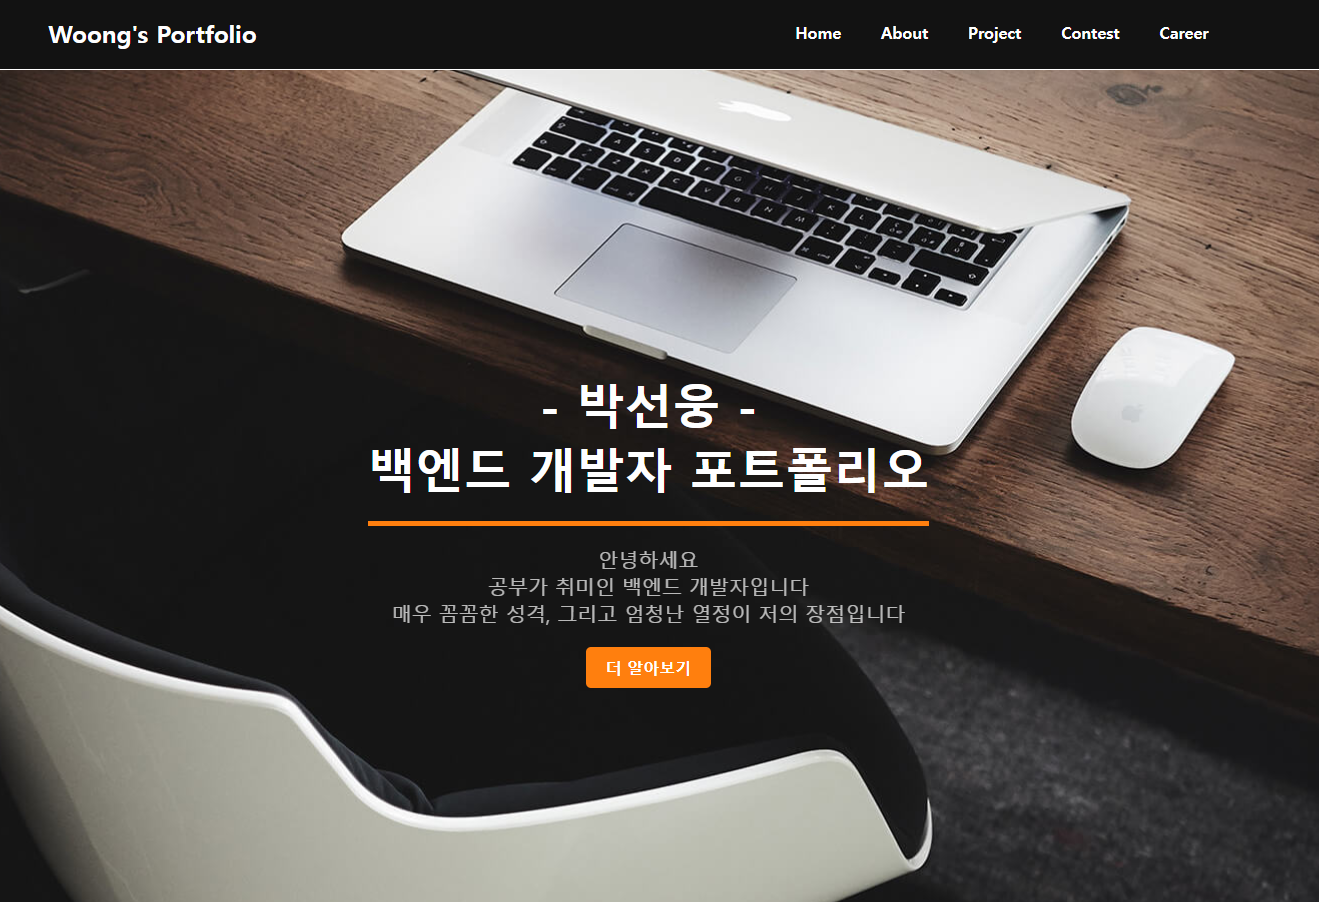 Woong's Portfolio
Home About Project Contest Career
- 박선웅 -
백엔드 개발자 포트폴리오
안녕하세요
공부가 취미인 백엔드 개발자입니다
매우 꼼꼼한 성격, 그리고 엄청난 열정이 저의 장점입니다
더 알아보기